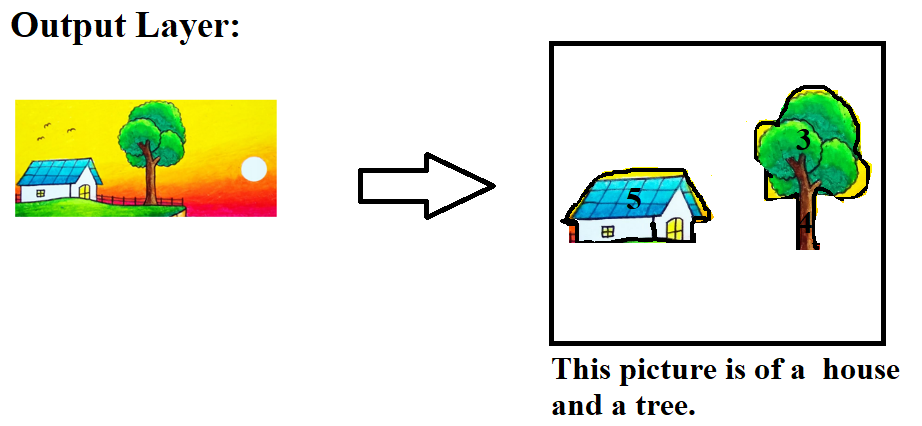 Output Layer:
3
5
4
This picture is of a  house
and a tree.